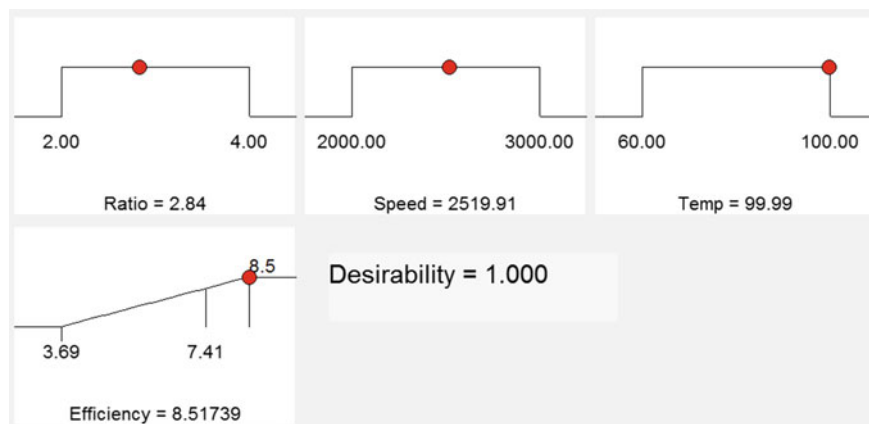 2.00 4.00
Ratio = 2.84
2000.00 3000.00
Speed = 2519.91
60.00 100.00
Temp = 99.99
8.5
3.69 7.41
Efficiency = 8.51739
Desirability = 1.000